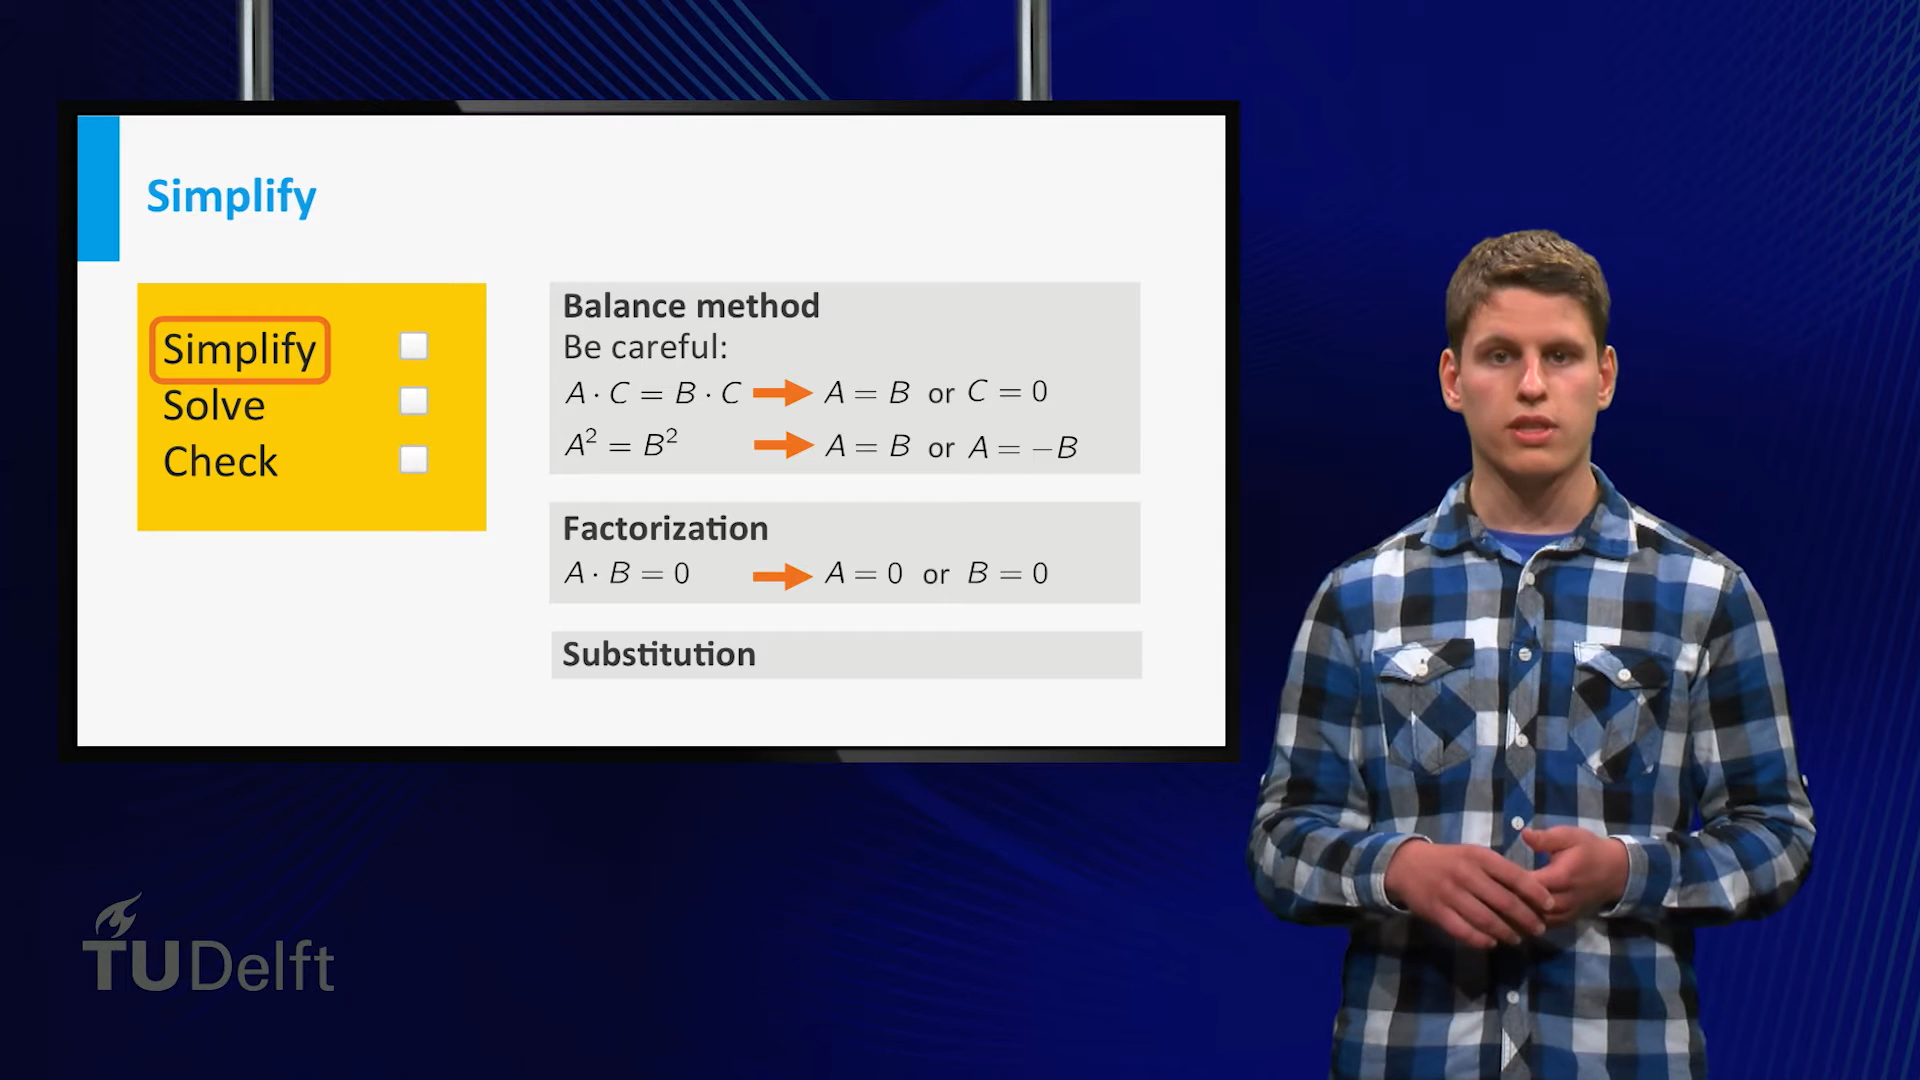 Simplify
Simplify
Solve
Check
Balance method
Be careful:
A · C = B · C → A = B or C = 0
A² = B² → A = B or A = −B
Factorization
A · B = 0 → A = 0 or B = 0
Substitution
TUDelft